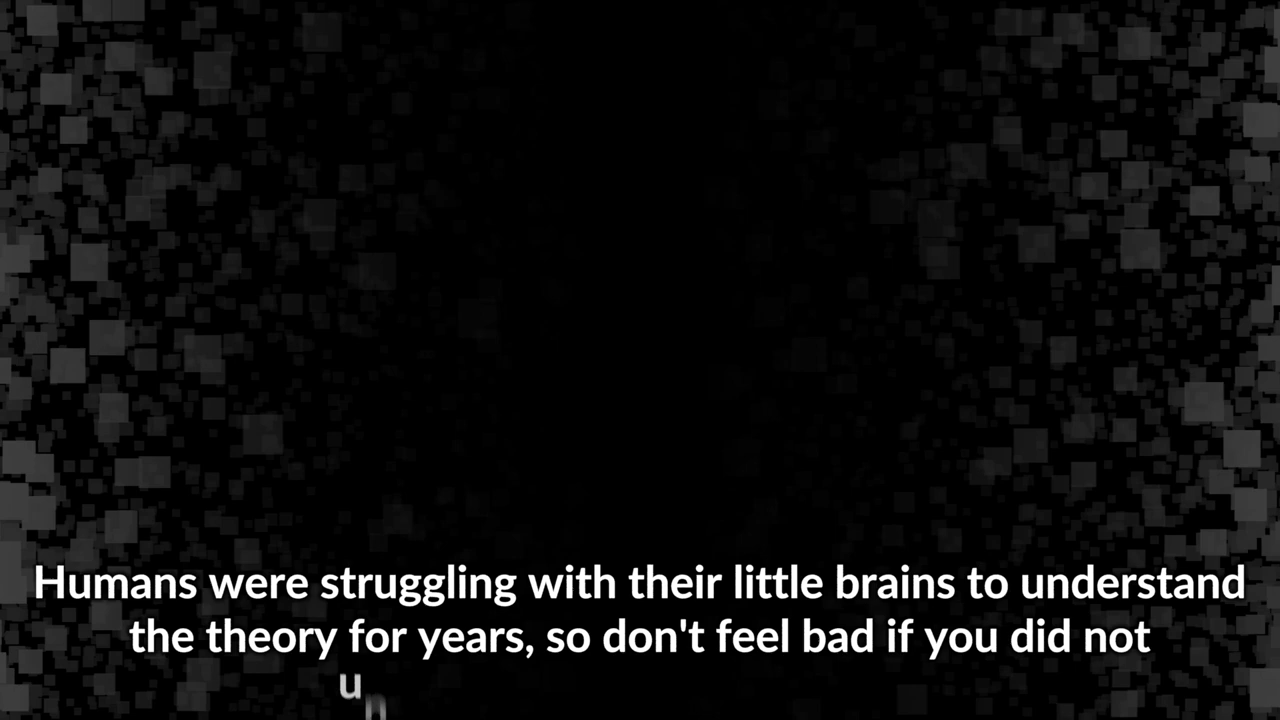 Humans were struggling with their little brains to understand
the theory for years, so don't feel bad if you did not
un